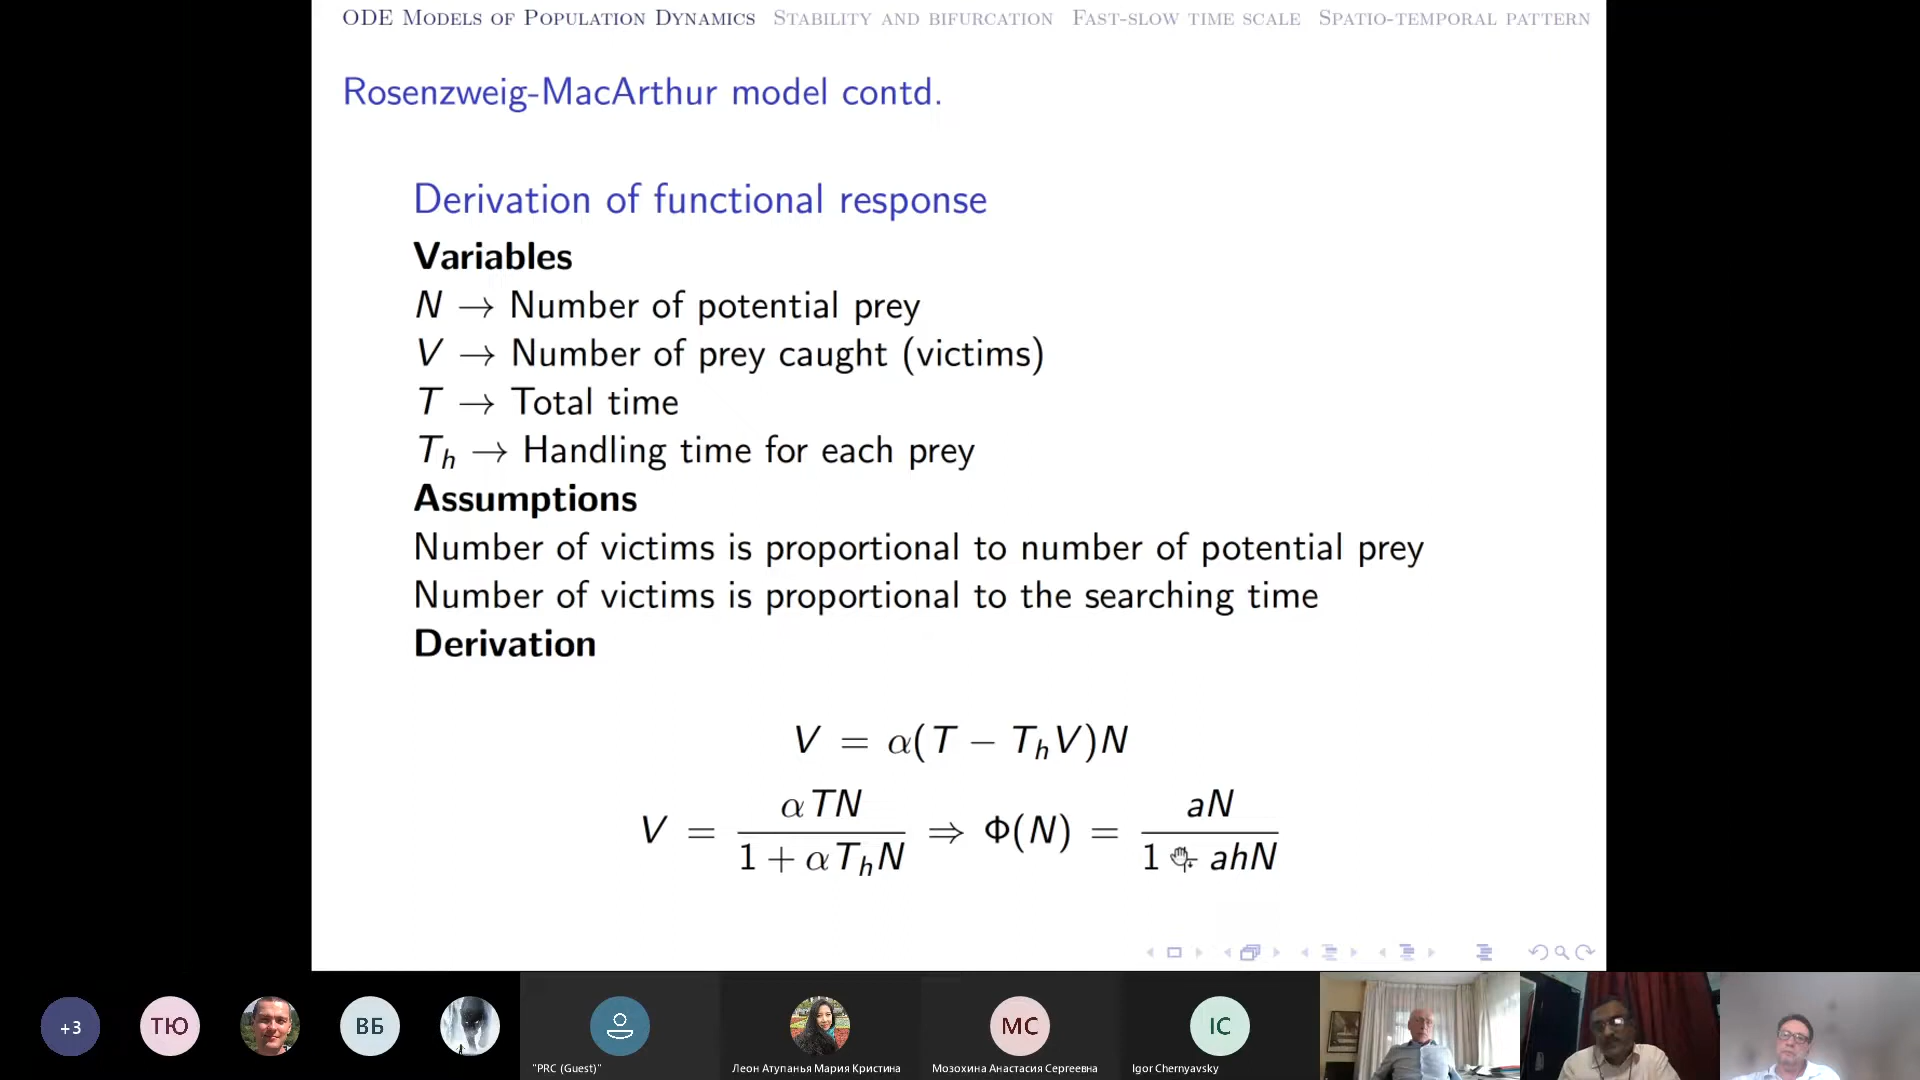 ODE Models of Population Dynamics Stability and bifurcation Fast-slow time scale Spatio-temporal pattern
Rosenzweig-MacArthur model contd.
Derivation of functional response
Variables
N → Number of potential prey
V → Number of prey caught (victims)
T → Total time
T_h → Handling time for each prey
Assumptions
Number of victims is proportional to number of potential prey
Number of victims is proportional to the searching time
Derivation
V = α(T − T_hV)N
V = αTN / (1 + αT_hN) ⇒ Φ(N) = aN / (1 + ahN)
+3 ТЮ ВБ МС IC
"PRC (Guest)" Леон Атупанья Мария Кристина Мозохина Анастасия Сергеевна Igor Chernyavsky